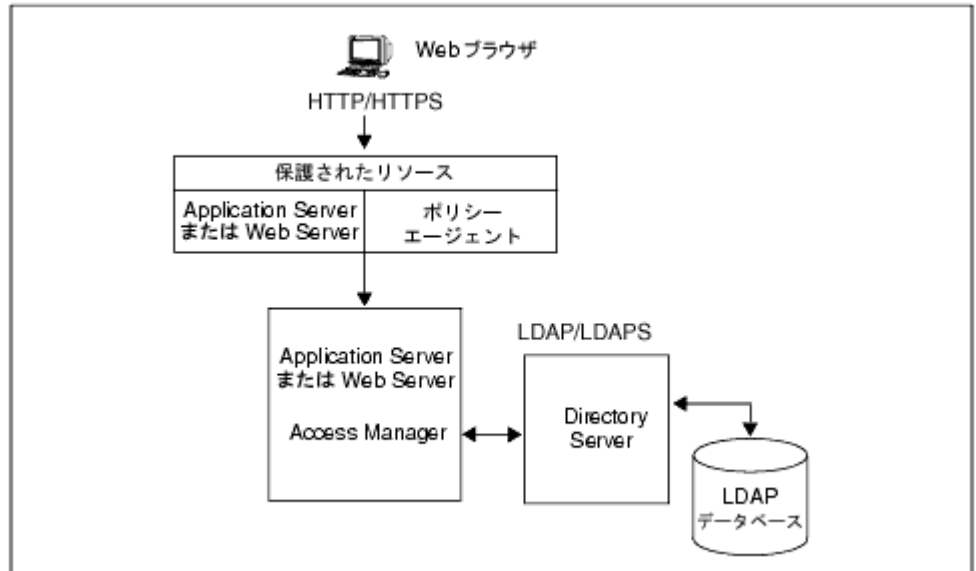 Webブラウザ
HTTP/HTTPS
保護されたリソース
Application Server
または Web Server
ポリシー
エージェント
LDAP/LDAPS
Application Server
または Web Server
Access Manager
Directory
Server
LDAP
データベース